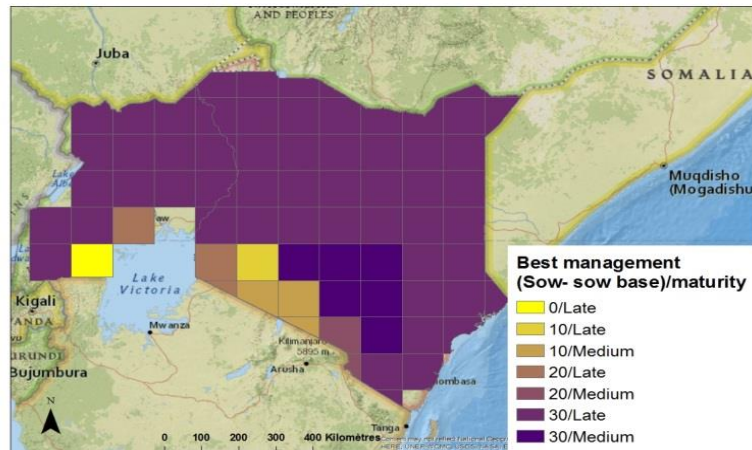 AND PEOPLES
Juba
SOMALIA
Muqdisho
(Mogadishu
Lake
Lake
Victoria
Kigali
Mwanza
Bujumbura
Kilimanjaro
5895 m
Arusha
Tanga
N
0 100 200 300 400 Kilomètres
Best management
(Sow- sow base)/maturity
0/Late
10/Late
10/Medium
20/Late
20/Medium
30/Late
30/Medium